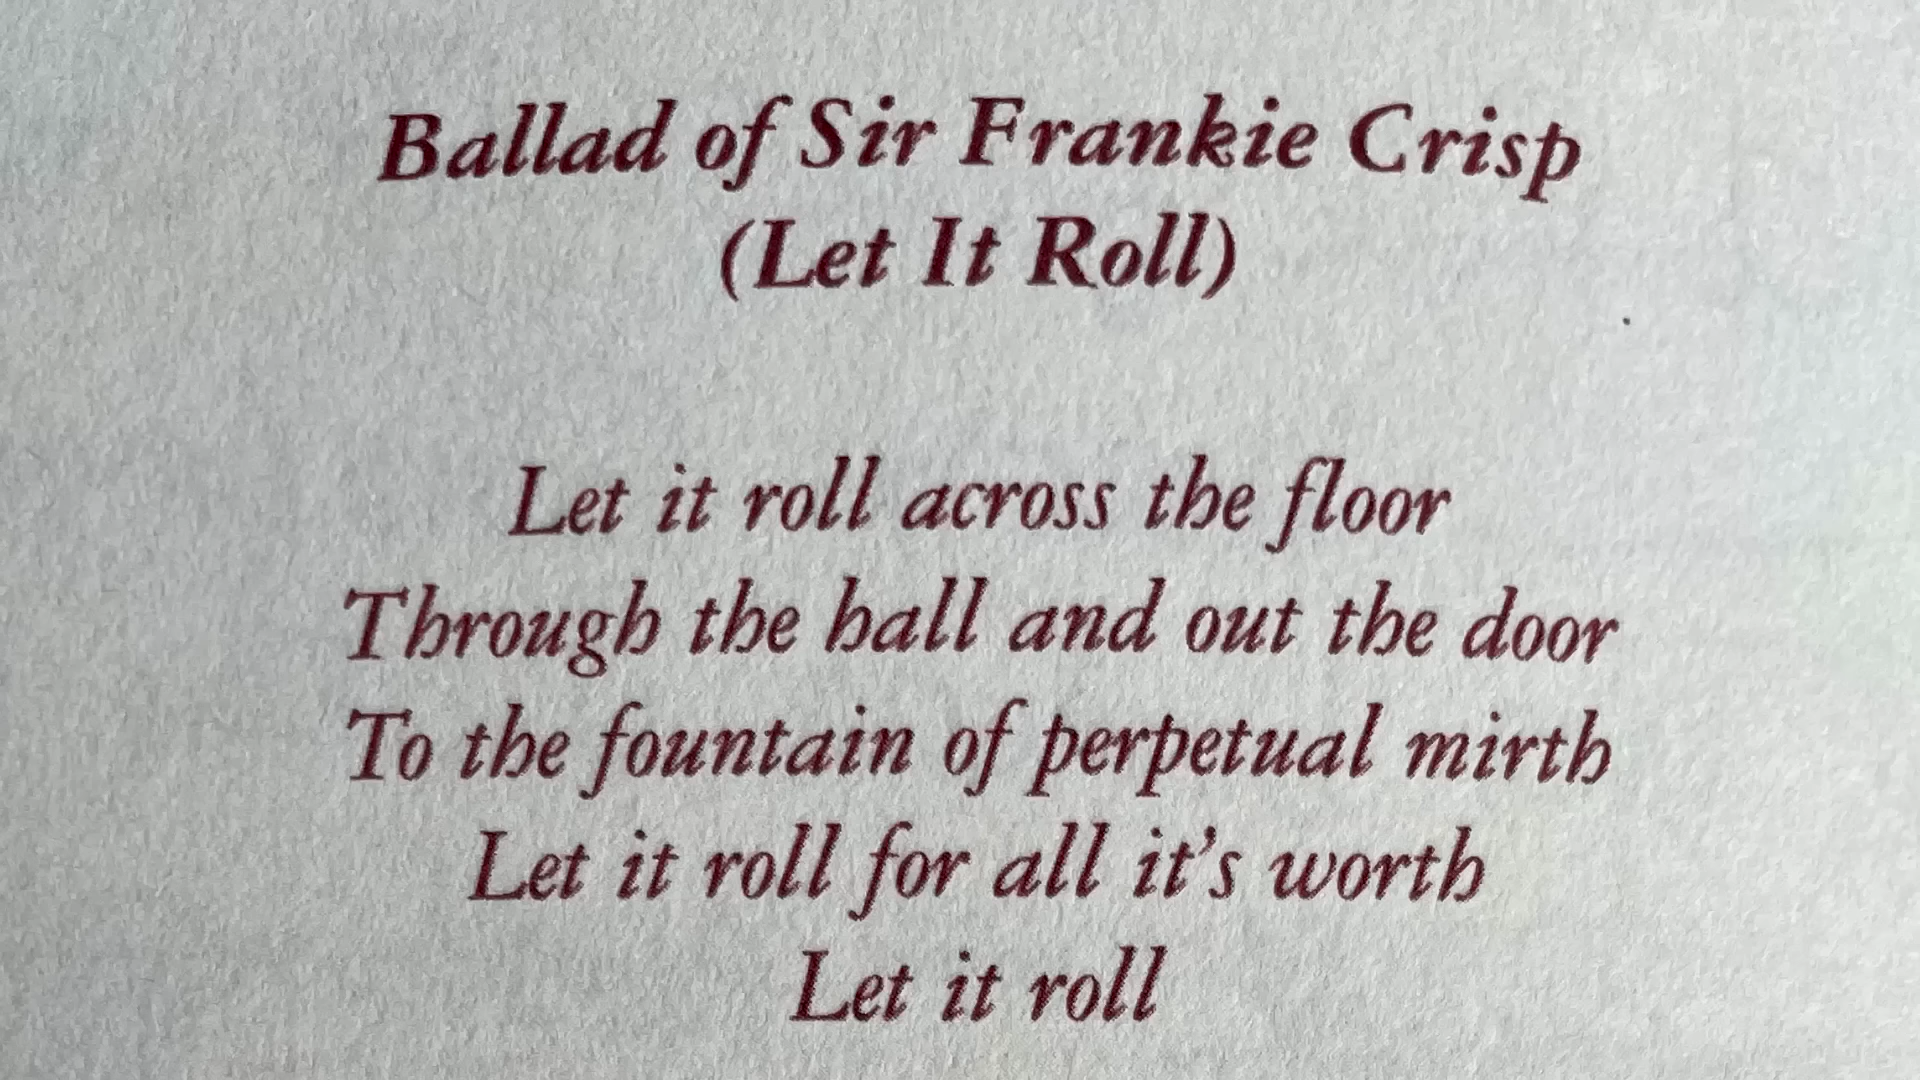 Ballad of Sir Frankie Crisp
(Let It Roll)
Let it roll across the floor
Through the hall and out the door
To the fountain of perpetual mirth
Let it roll for all it's worth
Let it roll